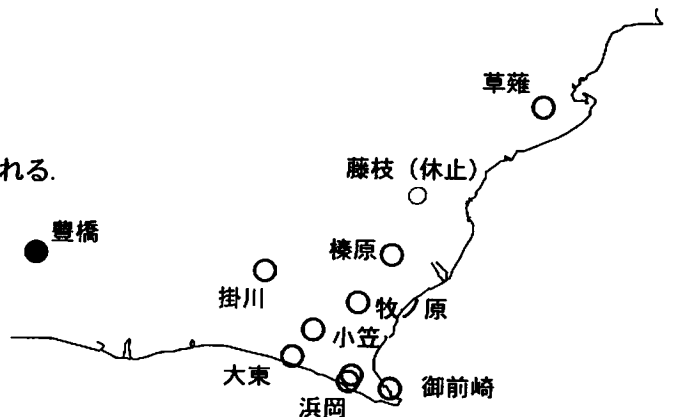 草薙
れる.
藤枝（休止）
豊橋
榛原
掛川
牧ノ原
小笠
大東
御前崎
浜岡